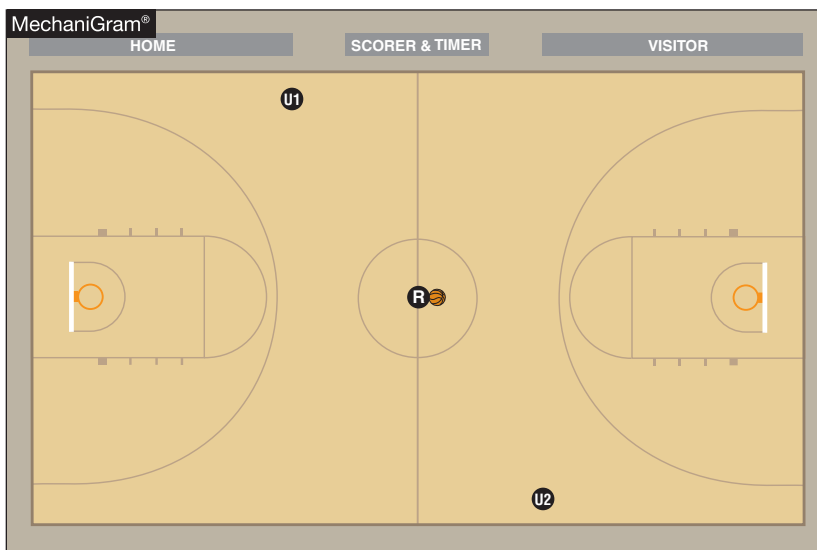 MechaniGram®
HOME
SCORER & TIMER
VISITOR
U1
R
U2